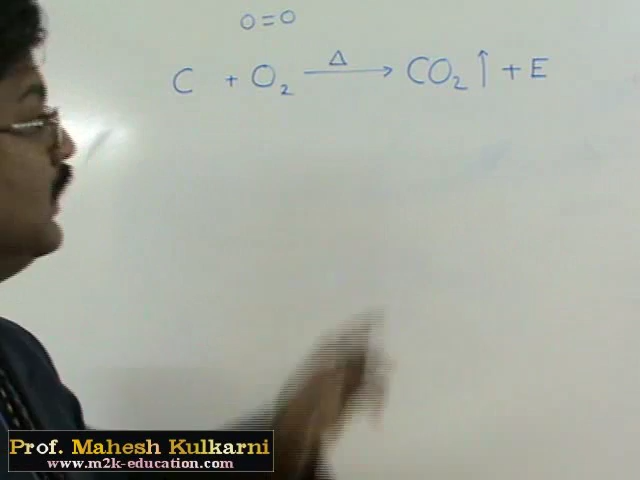 O=O
C + O₂ —Δ→ CO₂ ↑ + E
Prof. Mahesh Kulkarni
www.m2k-education.com